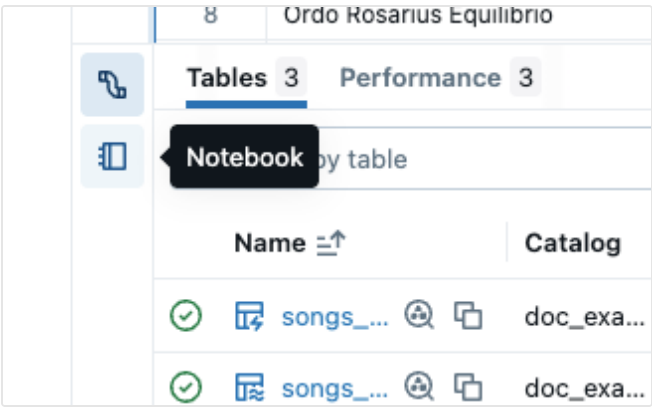 8 Ordo Rosarius Equilibrio
Tables 3 Performance 3
Notebook by table
Name Catalog
songs_... doc_exa...
songs_... doc_exa...